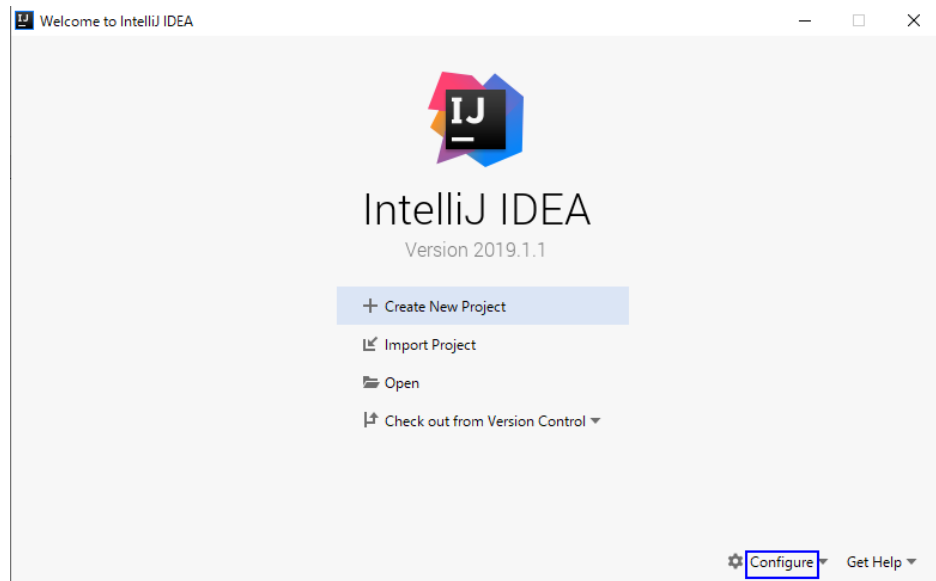 IJ Welcome to IntelliJ IDEA
IJ
IntelliJ IDEA
Version 2019.1.1
Create New Project
Import Project
Open
Check out from Version Control
Configure Get Help